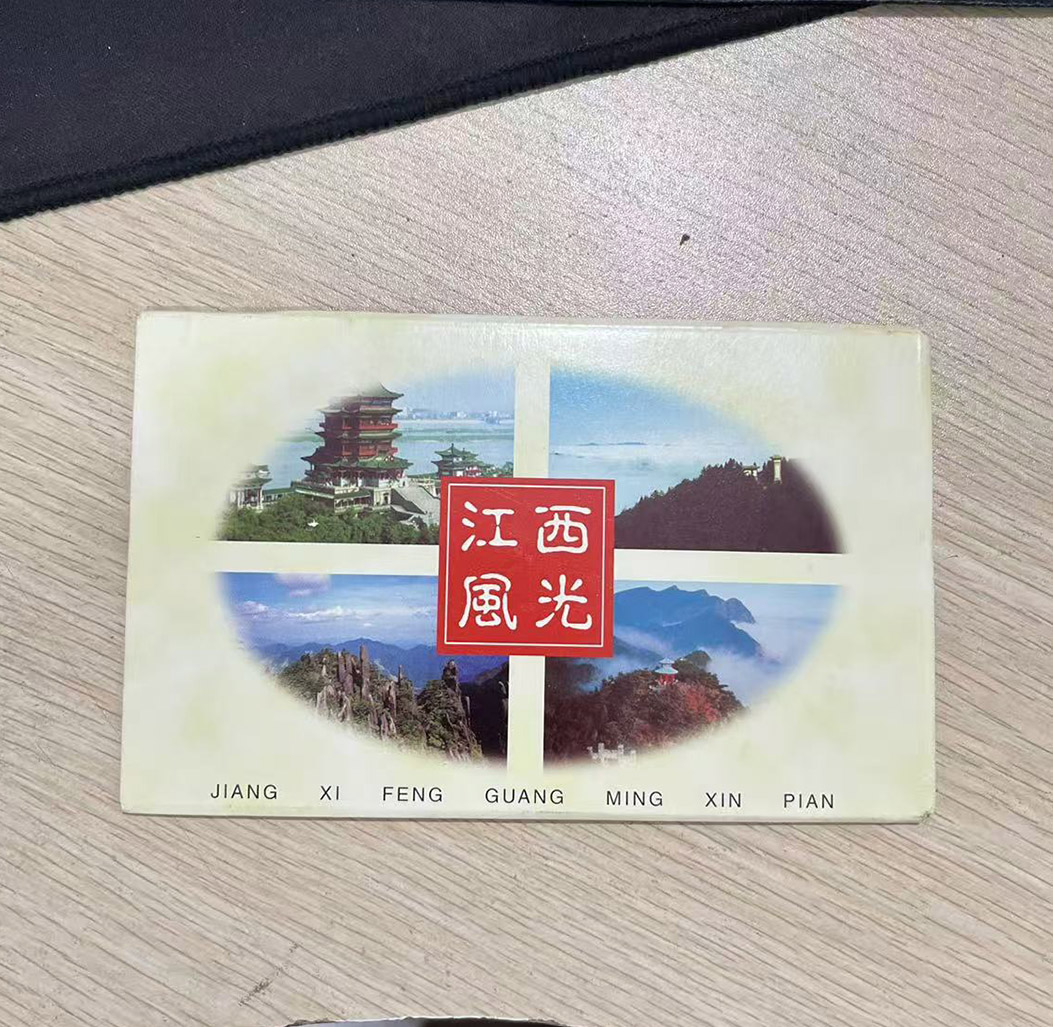 江西
風光
JIANG XI FENG GUANG MING XIN PIAN